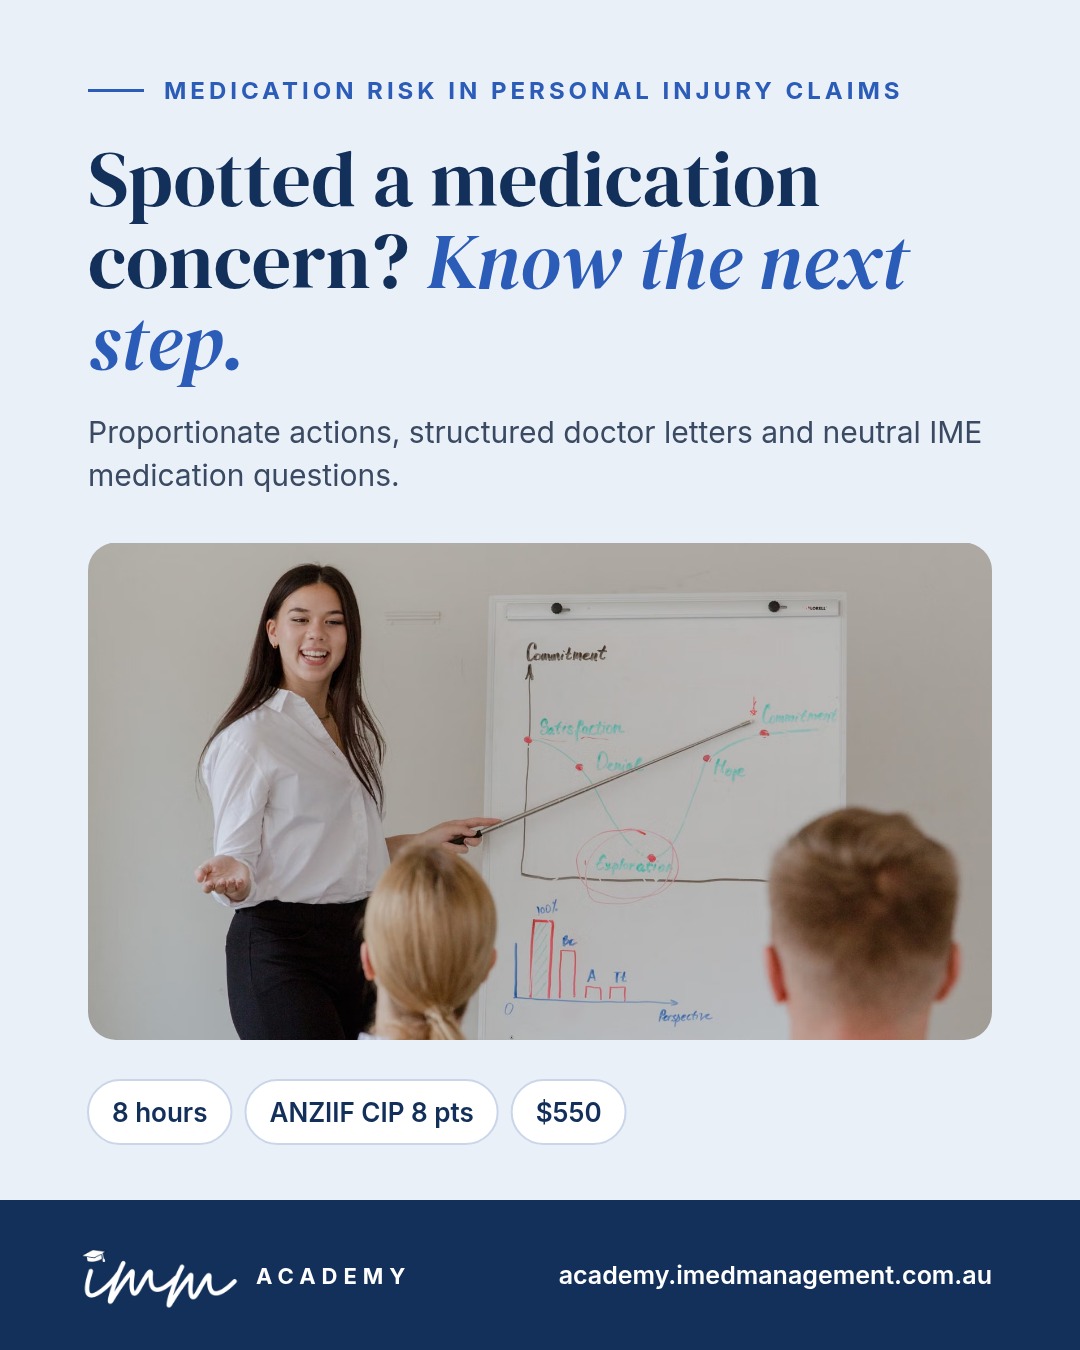 MEDICATION RISK IN PERSONAL INJURY CLAIMS
Spotted a medication
concern? Know the next
step.
Proportionate actions, structured doctor letters and neutral IME
medication questions.
Commitment
Satisfaction
Commitment
Denial
Hope
Exploration
100%
Bc
A
Perspective
0
8 hours
ANZIIF CIP 8 pts
$550
imm ACADEMY
academy.imedmanagement.com.au